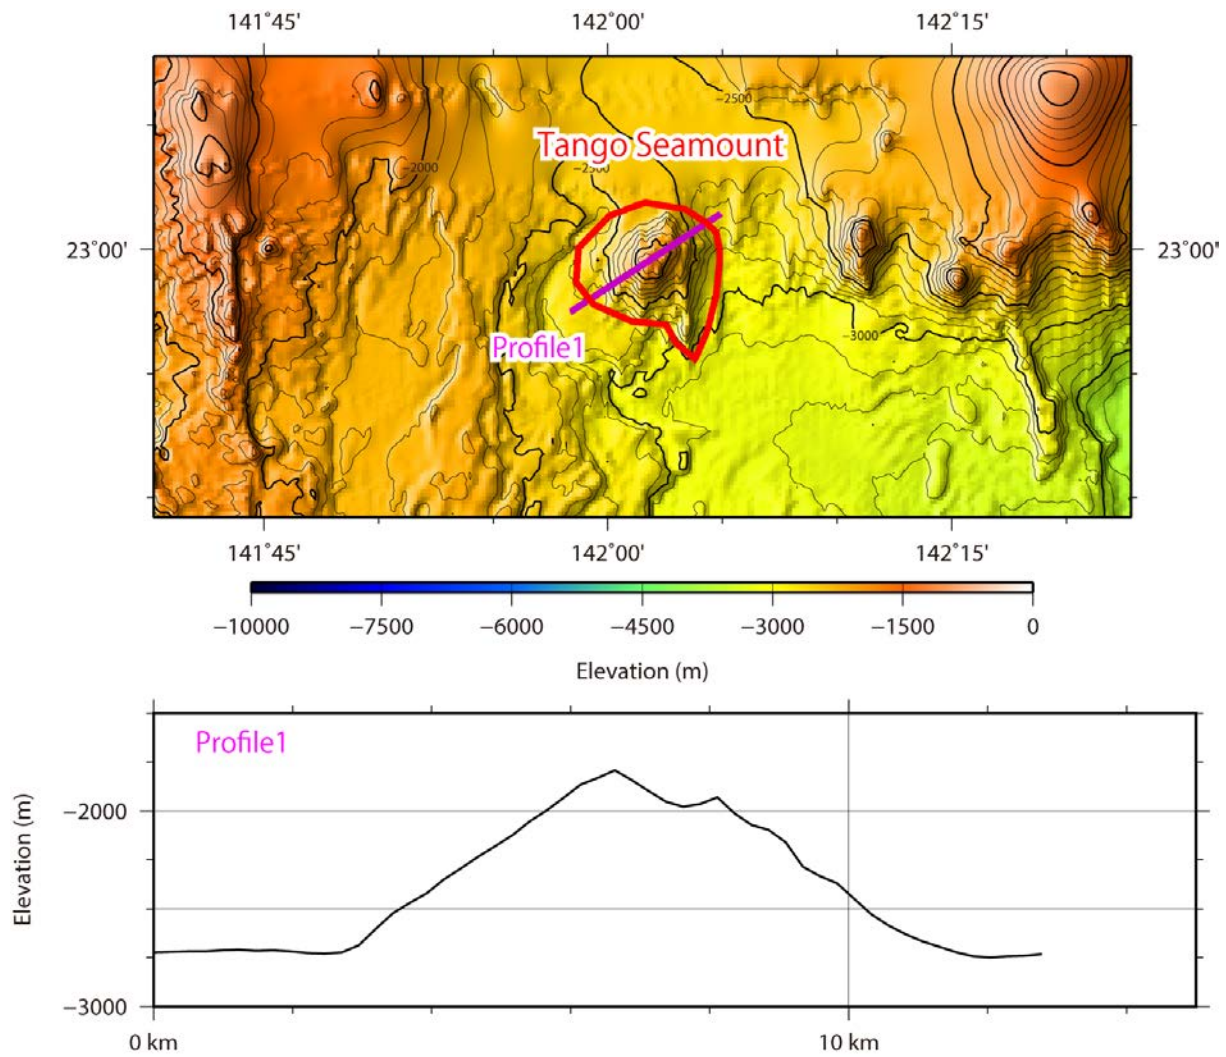 141˚45' 142˚00' 142˚15'
−2500
Tango Seamount
−2000 −2500
23˚00' 23˚00'
−3000
Profile1
141˚45' 142˚00' 142˚15'
−10000 −7500 −6000 −4500 −3000 −1500 0
Elevation (m)
Profile1
−2000
Elevation (m)
−3000
0 km 10 km